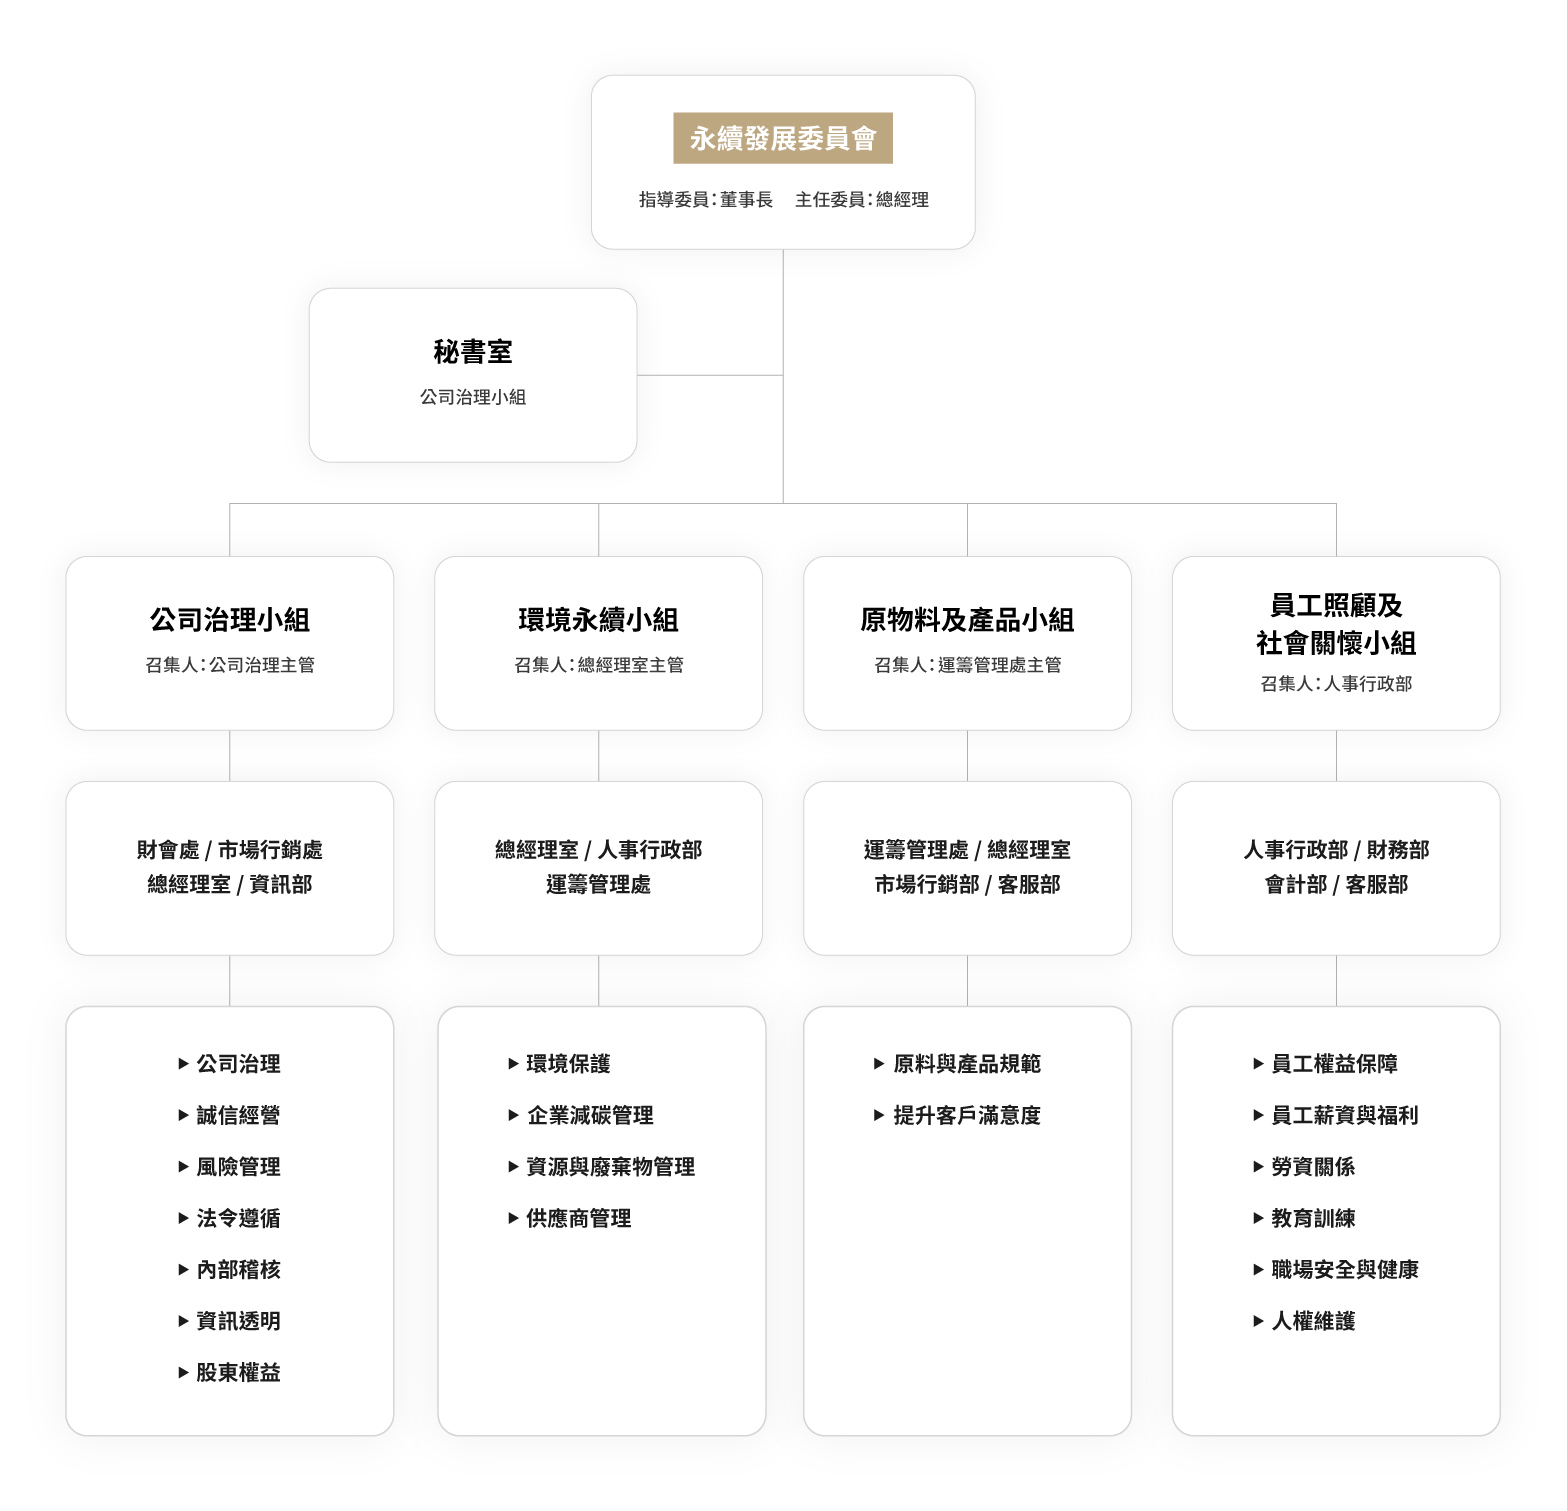 永續發展委員會
指導委員：董事長　主任委員：總經理
秘書室
公司治理小組
公司治理小組
召集人：公司治理主管
環境永續小組
召集人：總經理室主管
原物料及產品小組
召集人：運籌管理處主管
員工照顧及
社會關懷小組
召集人：人事行政部
財會處 / 市場行銷處
總經理室 / 資訊部
總經理室 / 人事行政部
運籌管理處
運籌管理處 / 總經理室
市場行銷部 / 客服部
人事行政部 / 財務部
會計部 / 客服部
▶ 公司治理
▶ 誠信經營
▶ 風險管理
▶ 法令遵循
▶ 內部稽核
▶ 資訊透明
▶ 股東權益
▶ 環境保護
▶ 企業減碳管理
▶ 資源與廢棄物管理
▶ 供應商管理
▶ 原料與產品規範
▶ 提升客戶滿意度
▶ 員工權益保障
▶ 員工薪資與福利
▶ 勞資關係
▶ 教育訓練
▶ 職場安全與健康
▶ 人權維護